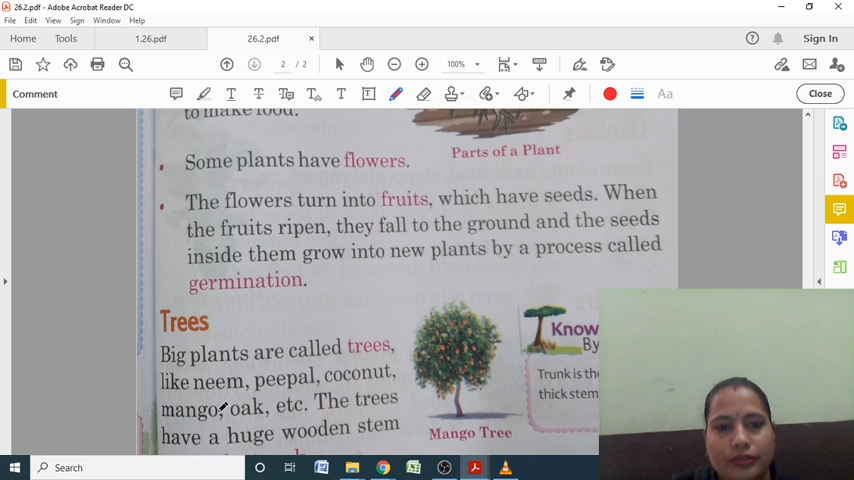 26.2.pdf - Adobe Acrobat Reader DC
File Edit View Sign Window Help
Home Tools 1.26.pdf 26.2.pdf × Sign In
2 / 2 100%
Comment Aa Close
to make food.
Parts of a Plant
• Some plants have flowers.
• The flowers turn into fruits, which have seeds. When
the fruits ripen, they fall to the ground and the seeds
inside them grow into new plants by a process called
germination.
Trees
Big plants are called trees,
like neem, peepal, coconut,
mango, oak, etc. The trees
have a huge wooden stem
Mango Tree
Know
By
Trunk is the
thick stem
Search